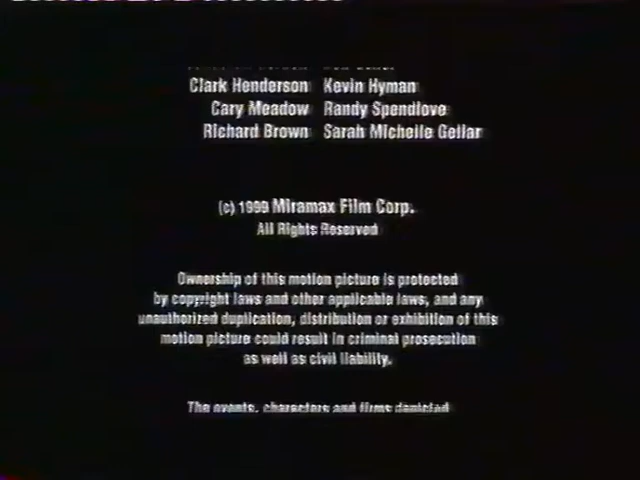 Clark Henderson Kevin Hyman
Cary Meadow Randy Spendlove
Richard Brown Sarah Michelle Gellar
(c) 1999 Miramax Film Corp.
All Rights Reserved
Ownership of this motion picture is protected
by copyright laws and other applicable laws, and any
unauthorized duplication, distribution or exhibition of this
motion picture could result in criminal prosecution
as well as civil liability.
The events, characters and firms depicted